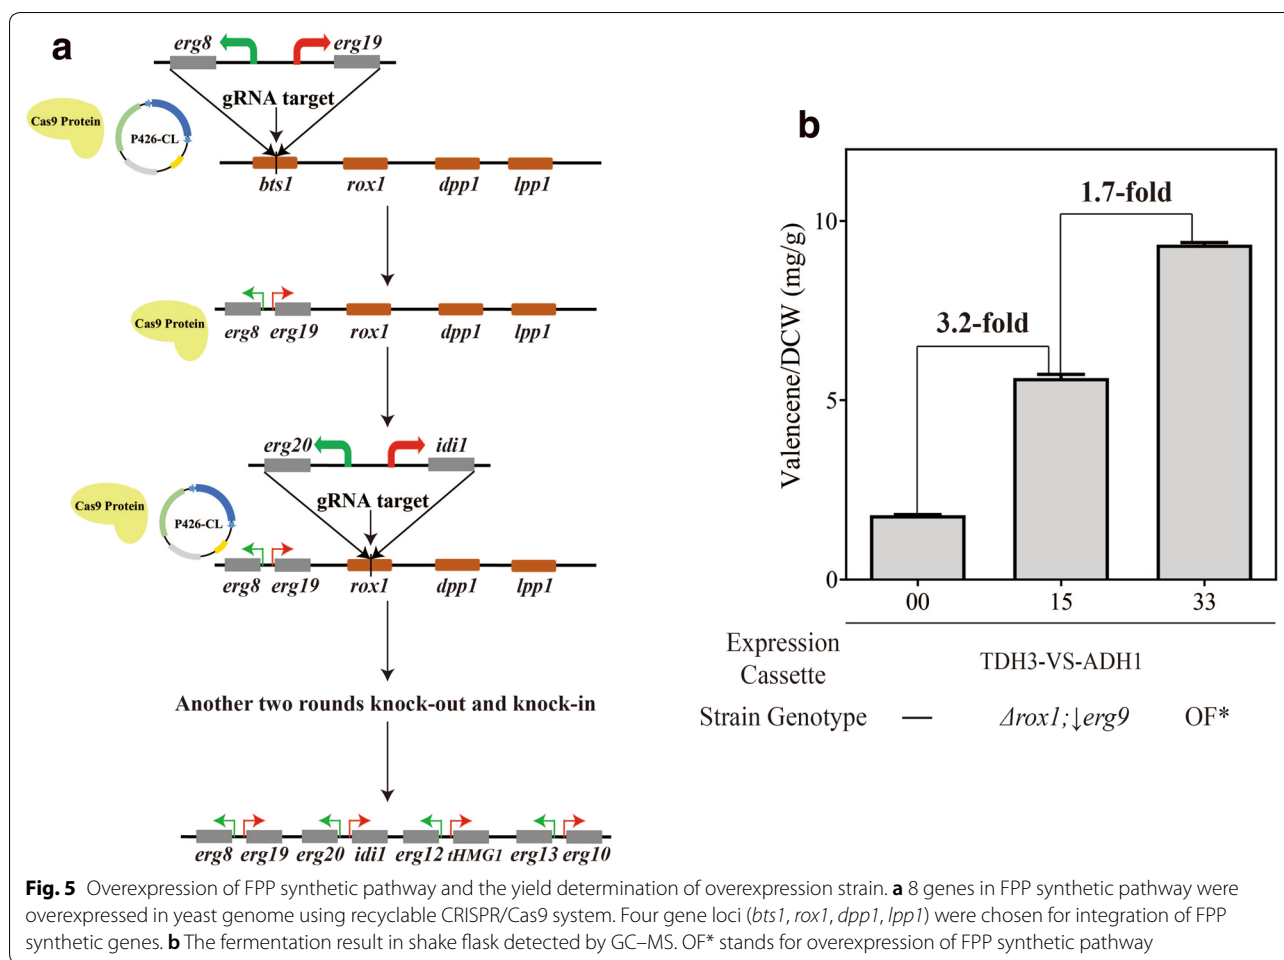 a
erg8
erg19
gRNA target
Cas9 Protein
P426-CL
bts1
rox1
dpp1
lpp1
Cas9 Protein
erg8
erg19
rox1
dpp1
lpp1
erg20
idi1
gRNA target
Cas9 Protein
P426-CL
erg8
erg19
rox1
dpp1
lpp1
Another two rounds knock-out and knock-in
erg8
erg19
erg20
idi1
erg12
tHMG1
erg13
erg10
b
Valencene/DCW (mg/g)
10
5
0
3.2-fold
1.7-fold
00
15
33
Expression
Cassette
TDH3-VS-ADH1
Strain Genotype
—
Δrox1;↓erg9
OF*
Fig. 5 Overexpression of FPP synthetic pathway and the yield determination of overexpression strain. a 8 genes in FPP synthetic pathway were
overexpressed in yeast genome using recyclable CRISPR/Cas9 system. Four gene loci (bts1, rox1, dpp1, lpp1) were chosen for integration of FPP
synthetic genes. b The fermentation result in shake flask detected by GC–MS. OF* stands for overexpression of FPP synthetic pathway